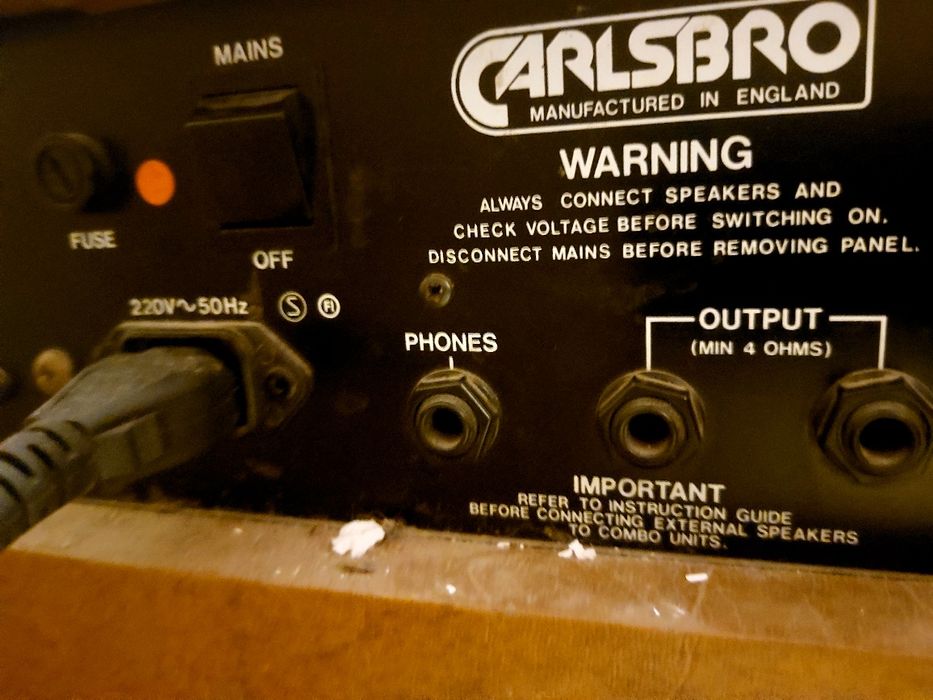 MAINS
FUSE
OFF
220V~50Hz
S
FI
CARLSBRO
MANUFACTURED IN ENGLAND
WARNING
ALWAYS CONNECT SPEAKERS AND
CHECK VOLTAGE BEFORE SWITCHING ON.
DISCONNECT MAINS BEFORE REMOVING PANEL.
PHONES
OUTPUT
(MIN 4 OHMS)
IMPORTANT
REFER TO INSTRUCTION GUIDE
BEFORE CONNECTING EXTERNAL SPEAKERS
TO COMBO UNITS.